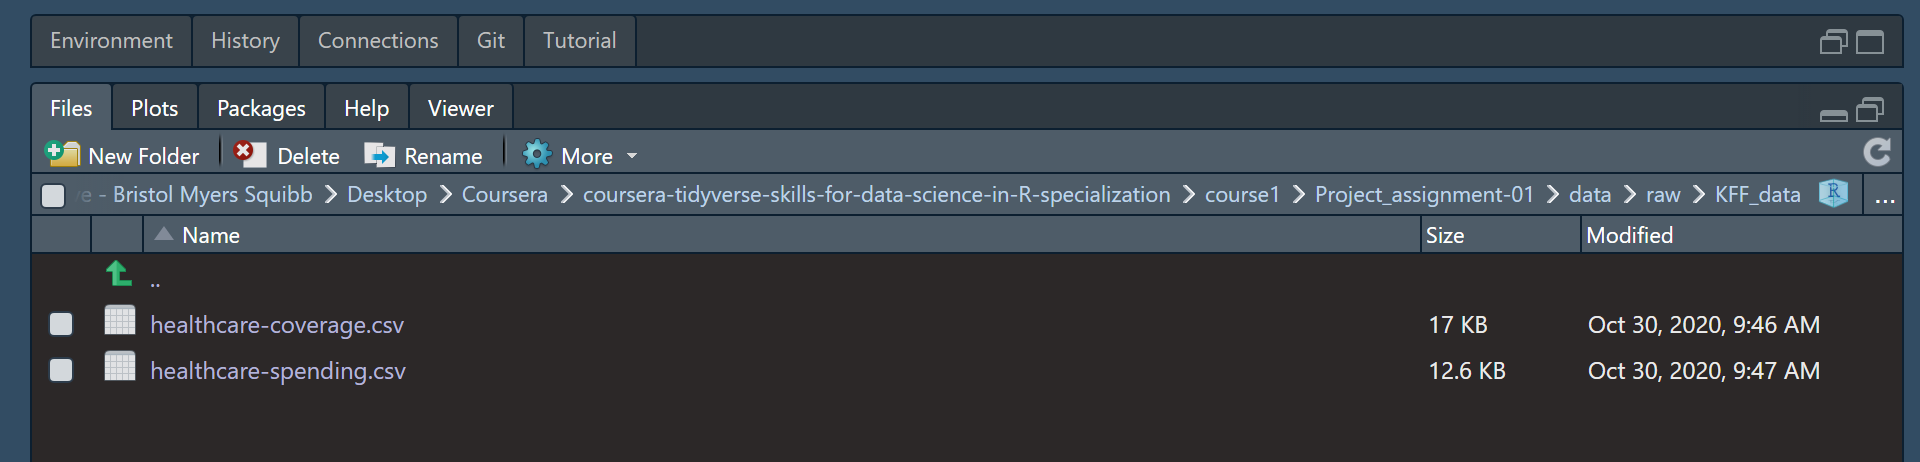 Environment History Connections Git Tutorial
Files Plots Packages Help Viewer
New Folder Delete Rename More
- Bristol Myers Squibb Desktop Coursera coursera-tidyverse-skills-for-data-science-in-R-specialization course1 Project_assignment-01 data raw KFF_data R ...
Name Size Modified
..
healthcare-coverage.csv 17 KB Oct 30, 2020, 9:46 AM
healthcare-spending.csv 12.6 KB Oct 30, 2020, 9:47 AM